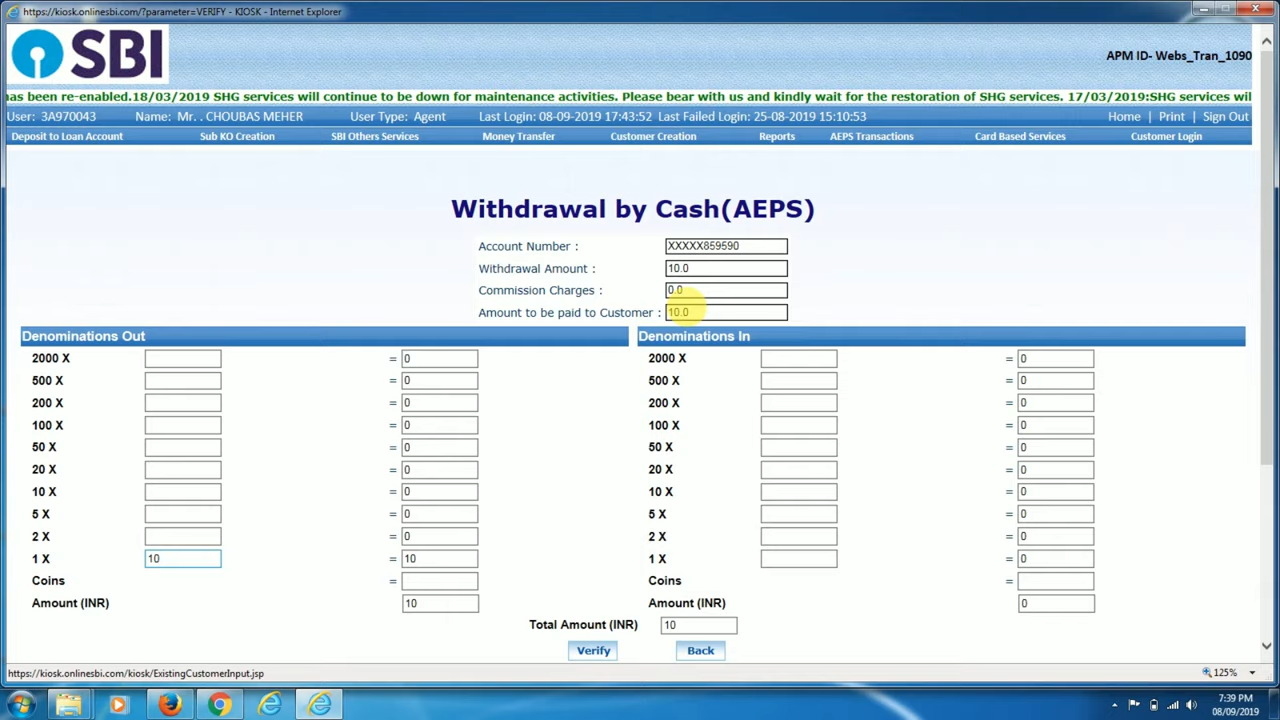 https://kiosk.onlinesbi.com/?parameter=VERIFY - KIOSK - Internet Explorer
SBI
APM ID- Webs_Tran_1090
has been re-enabled.18/03/2019 SHG services will continue to be down for maintenance activities. Please bear with us and kindly wait for the restoration of SHG services. 17/03/2019:SHG services wil
User: 3A970043 Name: Mr. . CHOUBAS MEHER User Type: Agent Last Login: 08-09-2019 17:43:52 Last Failed Login: 25-08-2019 15:10:53 Home | Print | Sign Out
Deposit to Loan Account Sub KO Creation SBI Others Services Money Transfer Customer Creation Reports AEPS Transactions Card Based Services Customer Login
Withdrawal by Cash(AEPS)
Account Number : XXXXX859590
Withdrawal Amount : 10.0
Commission Charges : 0.0
Amount to be paid to Customer : 10.0
Denominations Out Denominations In
2000 X = 0 2000 X = 0
500 X = 0 500 X = 0
200 X = 0 200 X = 0
100 X = 0 100 X = 0
50 X = 0 50 X = 0
20 X = 0 20 X = 0
10 X = 0 10 X = 0
5 X = 0 5 X = 0
2 X = 0 2 X = 0
1 X 10 = 10 1 X = 0
Coins = Coins =
Amount (INR) 10 Amount (INR) 0
Total Amount (INR) 10
Verify Back
https://kiosk.onlinesbi.com/kiosk/ExistingCustomerInput.jsp 125%
7:39 PM
08/09/2019